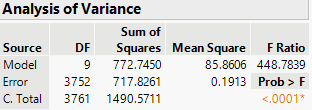 Analysis of Variance
Sum of
Source DF Squares Mean Square F Ratio
Model 9 772.7450 85.8606 448.7839
Error 3752 717.8261 0.1913 Prob > F
C. Total 3761 1490.5711 <.0001*